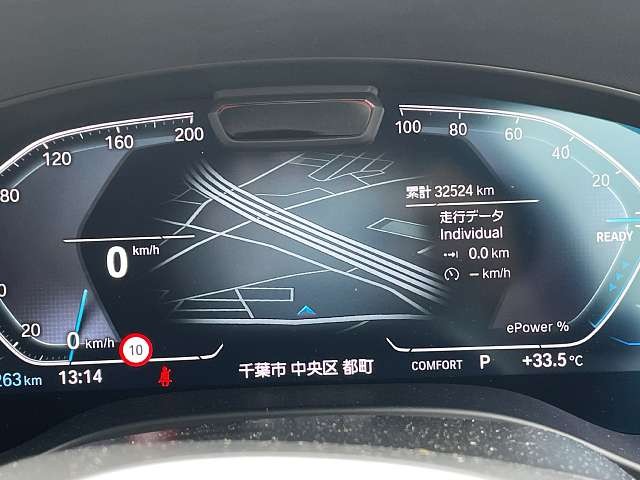 80 120 160 200
100 80 60 40 20
累計 32524 km
走行データ
Individual
0.0 km
– km/h
0 km/h
READY
ePower %
20
0 km/h
10
263 km
13:14
千葉市 中央区 都町
COMFORT P +33.5°C